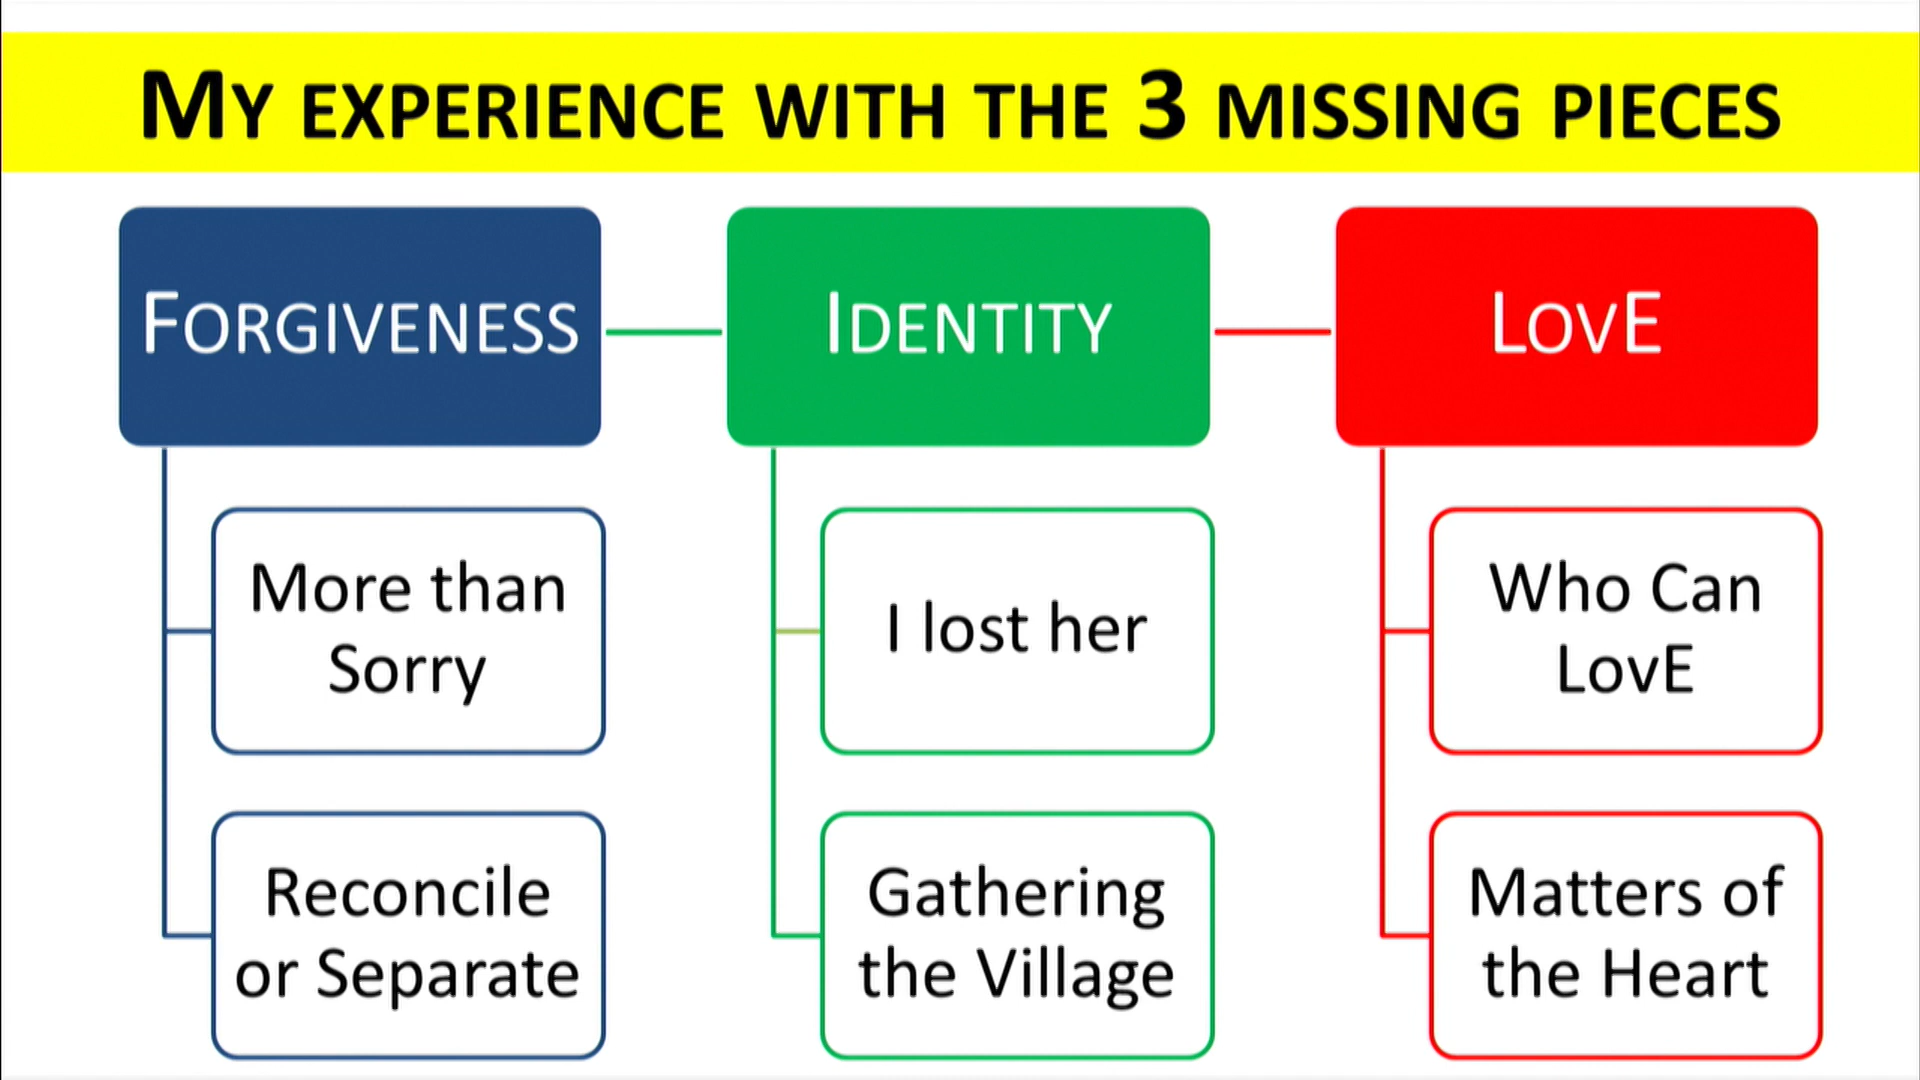 My experience with the 3 missing pieces
Forgiveness
Identity
LovE
More than
Sorry
I lost her
Who Can
LovE
Reconcile
or Separate
Gathering
the Village
Matters of
the Heart